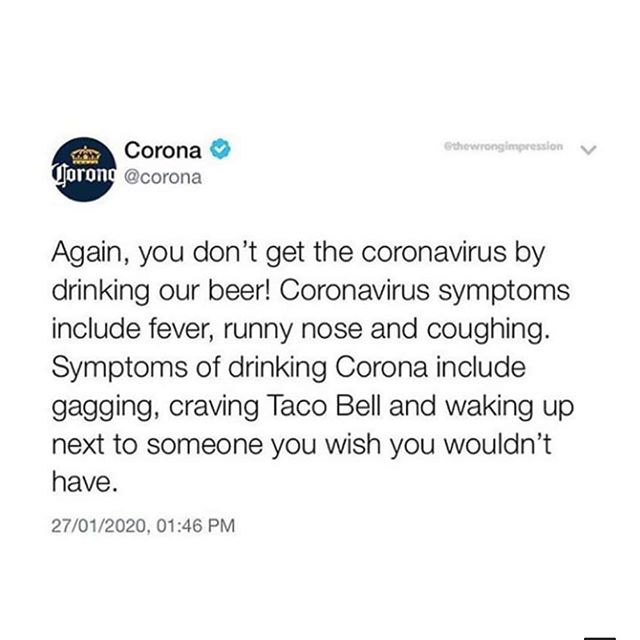 Corona
@thewrongimpression
Corona @corona
Again, you don't get the coronavirus by
drinking our beer! Coronavirus symptoms
include fever, runny nose and coughing.
Symptoms of drinking Corona include
gagging, craving Taco Bell and waking up
next to someone you wish you wouldn't
have.
27/01/2020, 01:46 PM